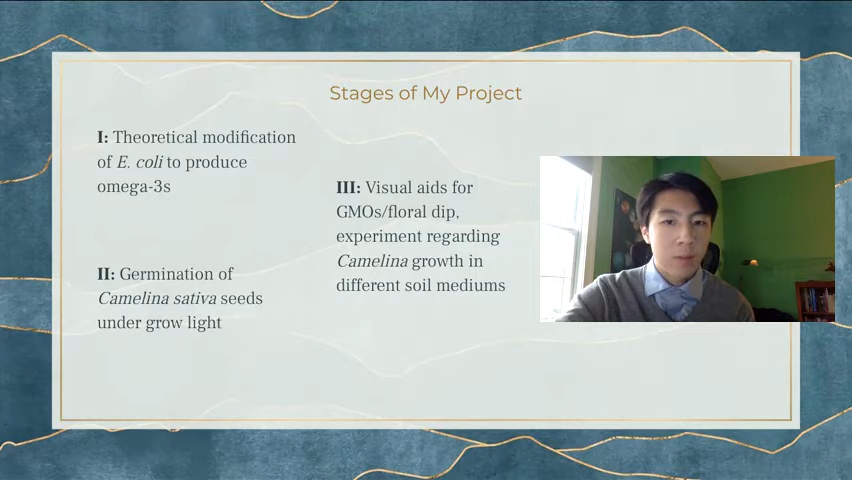 Stages of My Project
I: Theoretical modification
of E. coli to produce
omega-3s
II: Germination of
Camelina sativa seeds
under grow light
III: Visual aids for
GMOs/floral dip,
experiment regarding
Camelina growth in
different soil mediums